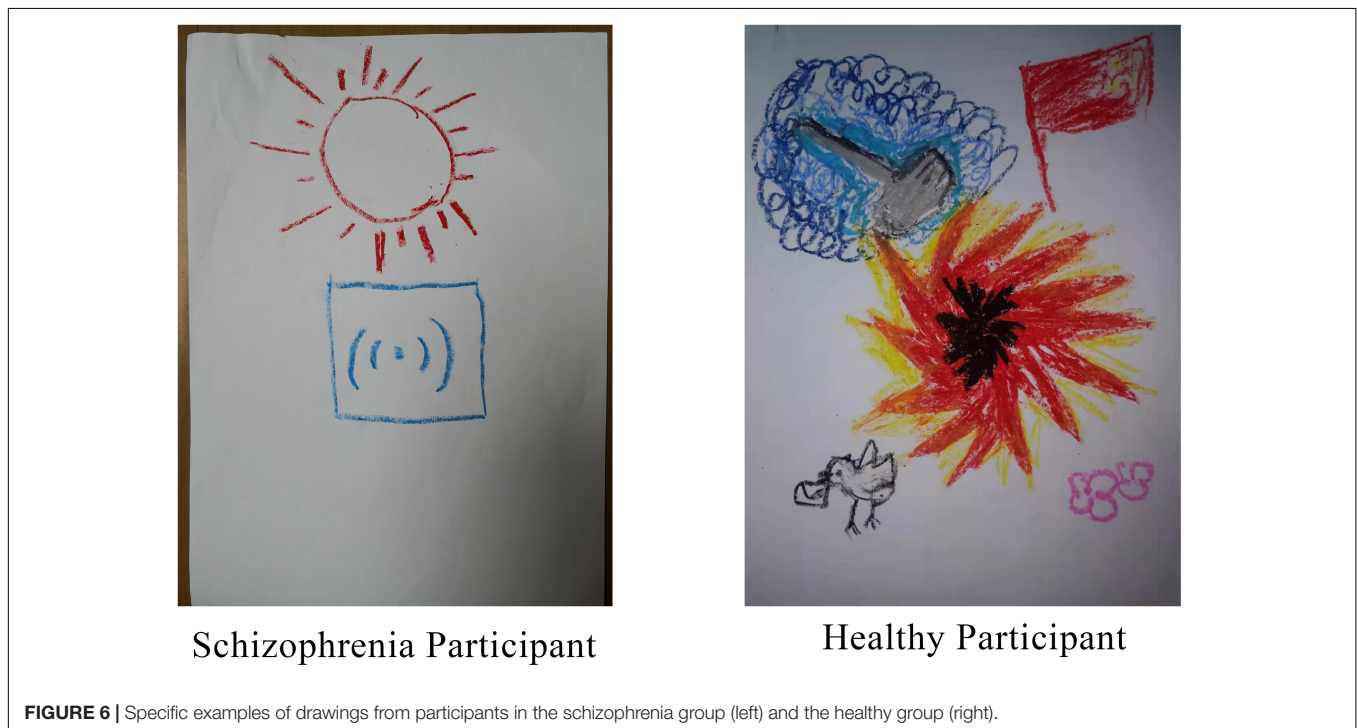 Schizophrenia Participant
Healthy Participant
FIGURE 6 | Specific examples of drawings from participants in the schizophrenia group (left) and the healthy group (right).